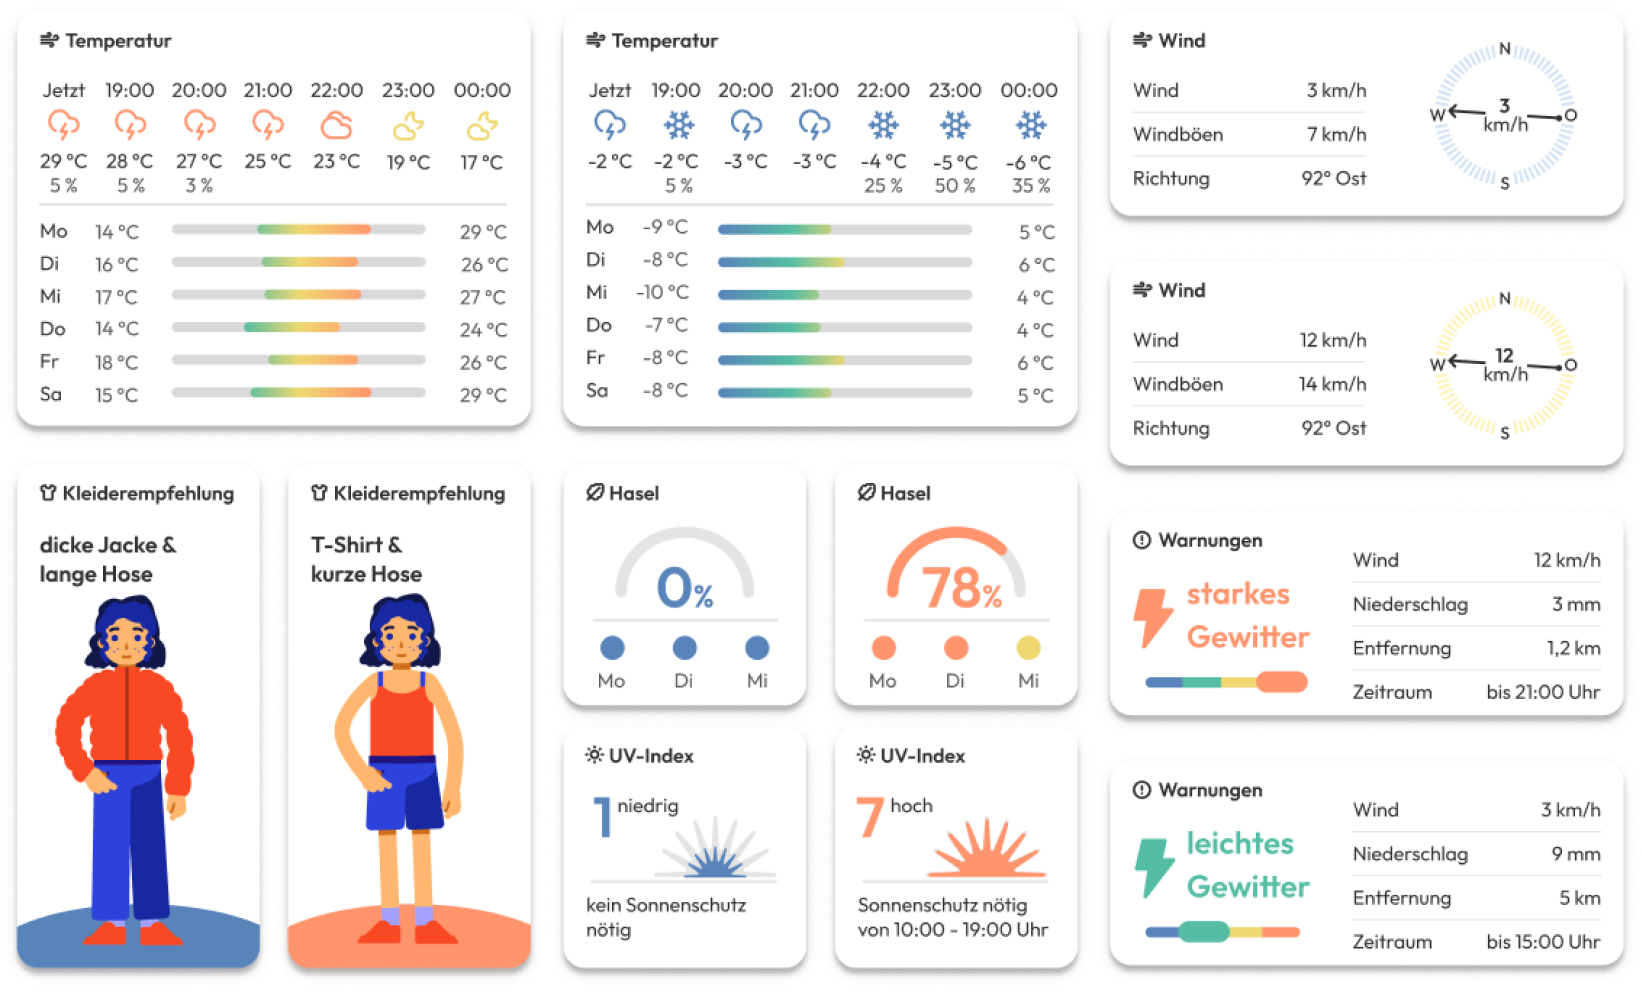 Temperatur
Jetzt 19:00 20:00 21:00 22:00 23:00 00:00
29 °C 28 °C 27 °C 25 °C 23 °C 19 °C 17 °C
5 % 5 % 3 %
Mo 14 °C 29 °C
Di 16 °C 26 °C
Mi 17 °C 27 °C
Do 14 °C 24 °C
Fr 18 °C 26 °C
Sa 15 °C 29 °C
Temperatur
Jetzt 19:00 20:00 21:00 22:00 23:00 00:00
-2 °C -2 °C -3 °C -3 °C -4 °C -5 °C -6 °C
5 % 25 % 50 % 35 %
Mo -9 °C 5 °C
Di -8 °C 6 °C
Mi -10 °C 4 °C
Do -7 °C 4 °C
Fr -8 °C 6 °C
Sa -8 °C 5 °C
Wind
Wind 3 km/h
Windböen 7 km/h
Richtung 92° Ost
N
W 3 O
km/h
S
Wind
Wind 12 km/h
Windböen 14 km/h
Richtung 92° Ost
N
W 12 O
km/h
S
Kleiderempfehlung
dicke Jacke &
lange Hose
Kleiderempfehlung
T-Shirt &
kurze Hose
Hasel
0%
Mo Di Mi
Hasel
78%
Mo Di Mi
UV-Index
1 niedrig
kein Sonnenschutz
nötig
UV-Index
7 hoch
Sonnenschutz nötig
von 10:00 - 19:00 Uhr
Warnungen
starkes
Gewitter
Wind 12 km/h
Niederschlag 3 mm
Entfernung 1,2 km
Zeitraum bis 21:00 Uhr
Warnungen
leichtes
Gewitter
Wind 3 km/h
Niederschlag 9 mm
Entfernung 5 km
Zeitraum bis 15:00 Uhr